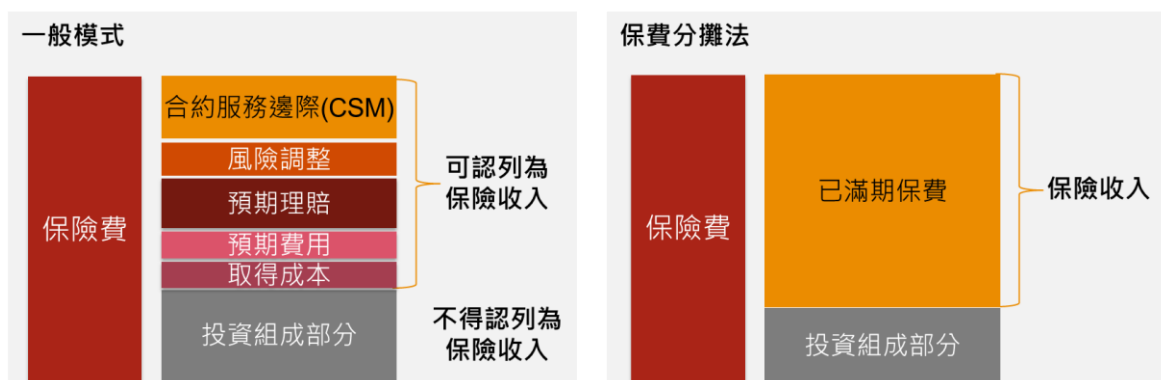 一般模式
保險費
合約服務邊際(CSM)
風險調整
預期理賠
預期費用
取得成本
投資組成部分
可認列為
保險收入
不得認列為
保險收入
保費分攤法
保險費
已滿期保費
投資組成部分
保險收入